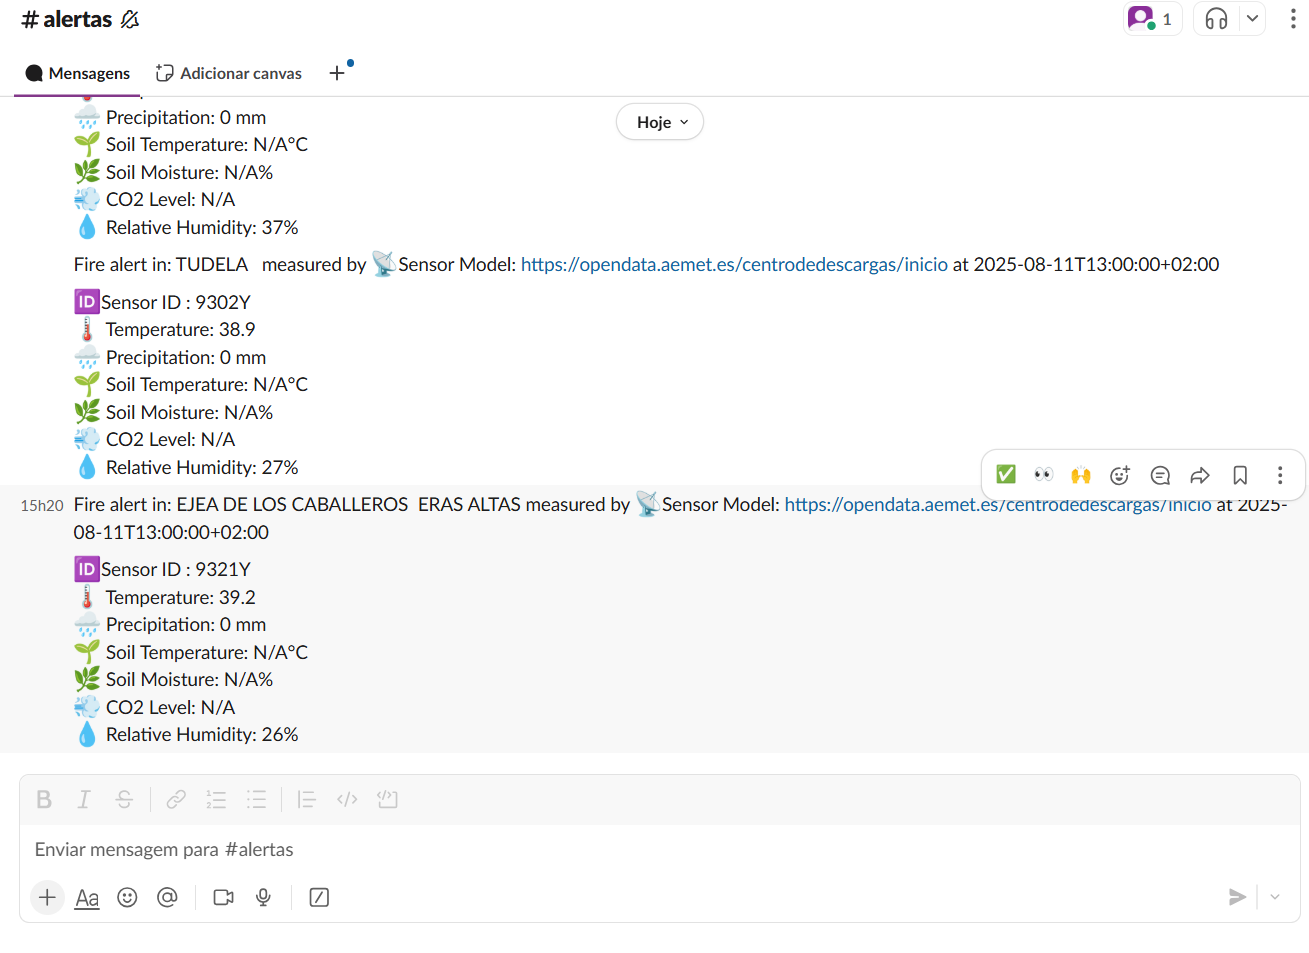 # alertas
1
Mensagens
Adicionar canvas
Hoje
Precipitation: 0 mm
Soil Temperature: N/A°C
Soil Moisture: N/A%
CO2 Level: N/A
Relative Humidity: 37%
Fire alert in: TUDELA   measured by Sensor Model: https://opendata.aemet.es/centrodedescargas/inicio at 2025-08-11T13:00:00+02:00
ID Sensor ID : 9302Y
Temperature: 38.9
Precipitation: 0 mm
Soil Temperature: N/A°C
Soil Moisture: N/A%
CO2 Level: N/A
Relative Humidity: 27%
15h20 Fire alert in: EJEA DE LOS CABALLEROS  ERAS ALTAS measured by Sensor Model: https://opendata.aemet.es/centrodedescargas/inicio at 2025-
08-11T13:00:00+02:00
ID Sensor ID : 9321Y
Temperature: 39.2
Precipitation: 0 mm
Soil Temperature: N/A°C
Soil Moisture: N/A%
CO2 Level: N/A
Relative Humidity: 26%
B I S
Enviar mensagem para #alertas
Aa @